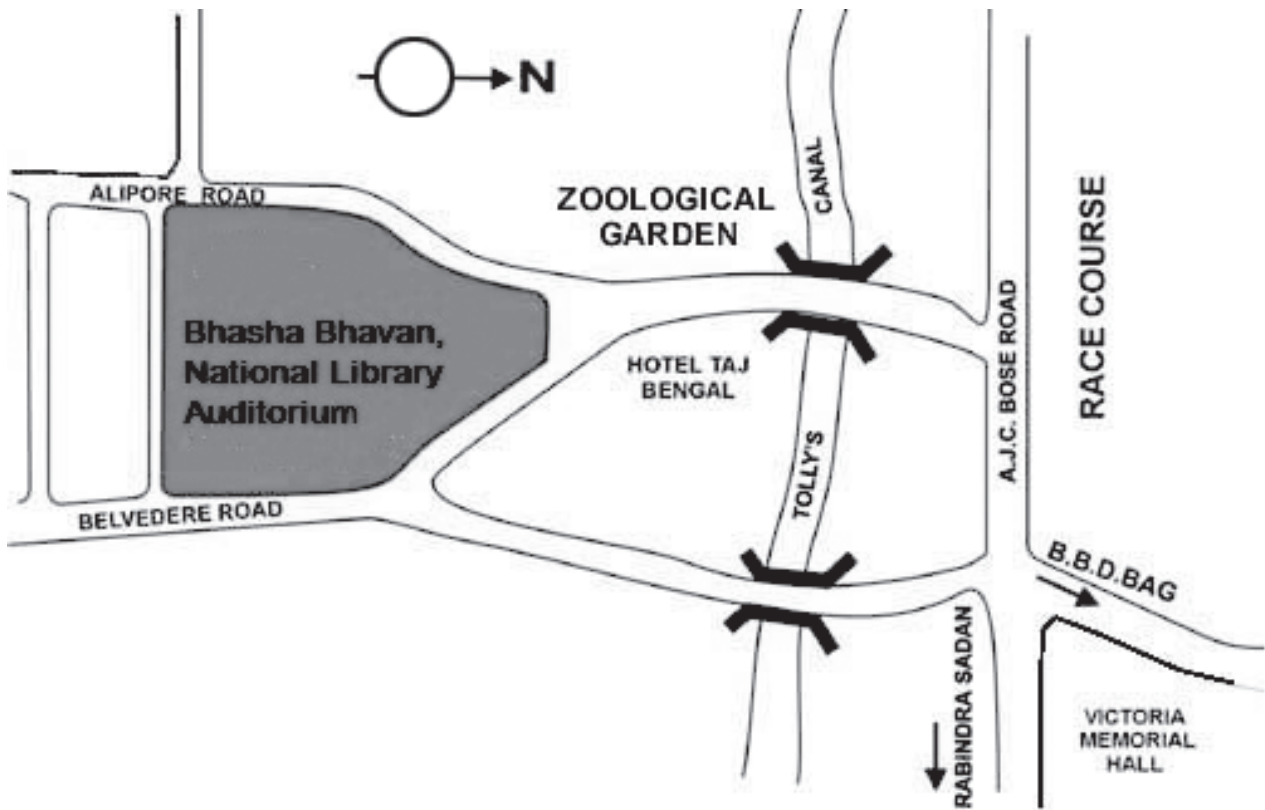 N
ALIPORE ROAD
ZOOLOGICAL
GARDEN
CANAL
RACE COURSE
Bhasha Bhavan,
National Library
Auditorium
HOTEL TAJ
BENGAL
A.J.C. BOSE ROAD
TOLLY'S
BELVEDERE ROAD
B.B.D.BAG
RABINDRA SADAN
VICTORIA
MEMORIAL
HALL